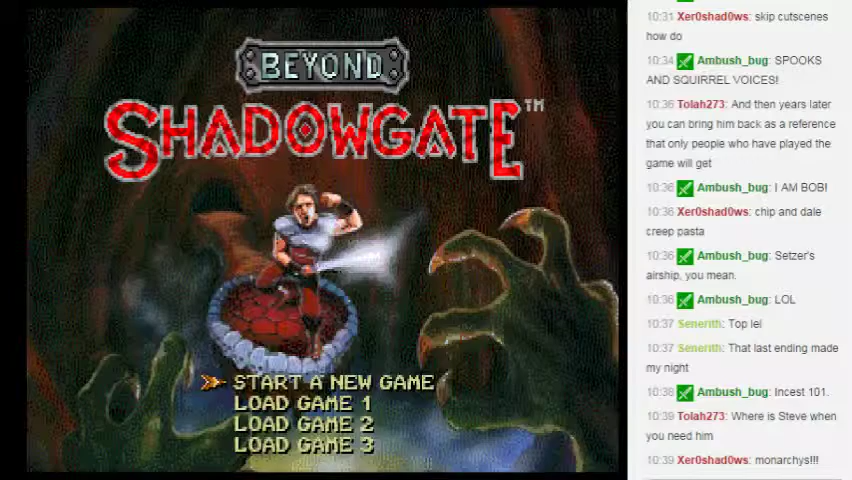 BEYOND
SHADOWGATE™
START A NEW GAME
LOAD GAME 1
LOAD GAME 2
LOAD GAME 3
10:31 Xer0shad0ws: skip cutscenes
how do
10:34 Ambush_bug: SPOOKS
AND SQUIRREL VOICES!
10:36 Tolah273: And then years later
you can bring him back as a reference
that only people who have played the
game will get
10:36 Ambush_bug: I AM BOB!
10:36 Xer0shad0ws: chip and dale
creep pasta
10:36 Ambush_bug: Setzer's
airship, you mean.
10:36 Ambush_bug: LOL
10:37 Senerith: Top lel
10:37 Senerith: That last ending made
my night
10:38 Ambush_bug: Incest 101.
10:39 Tolah273: Where is Steve when
you need him
10:39 Xer0shad0ws: monarchys!!!